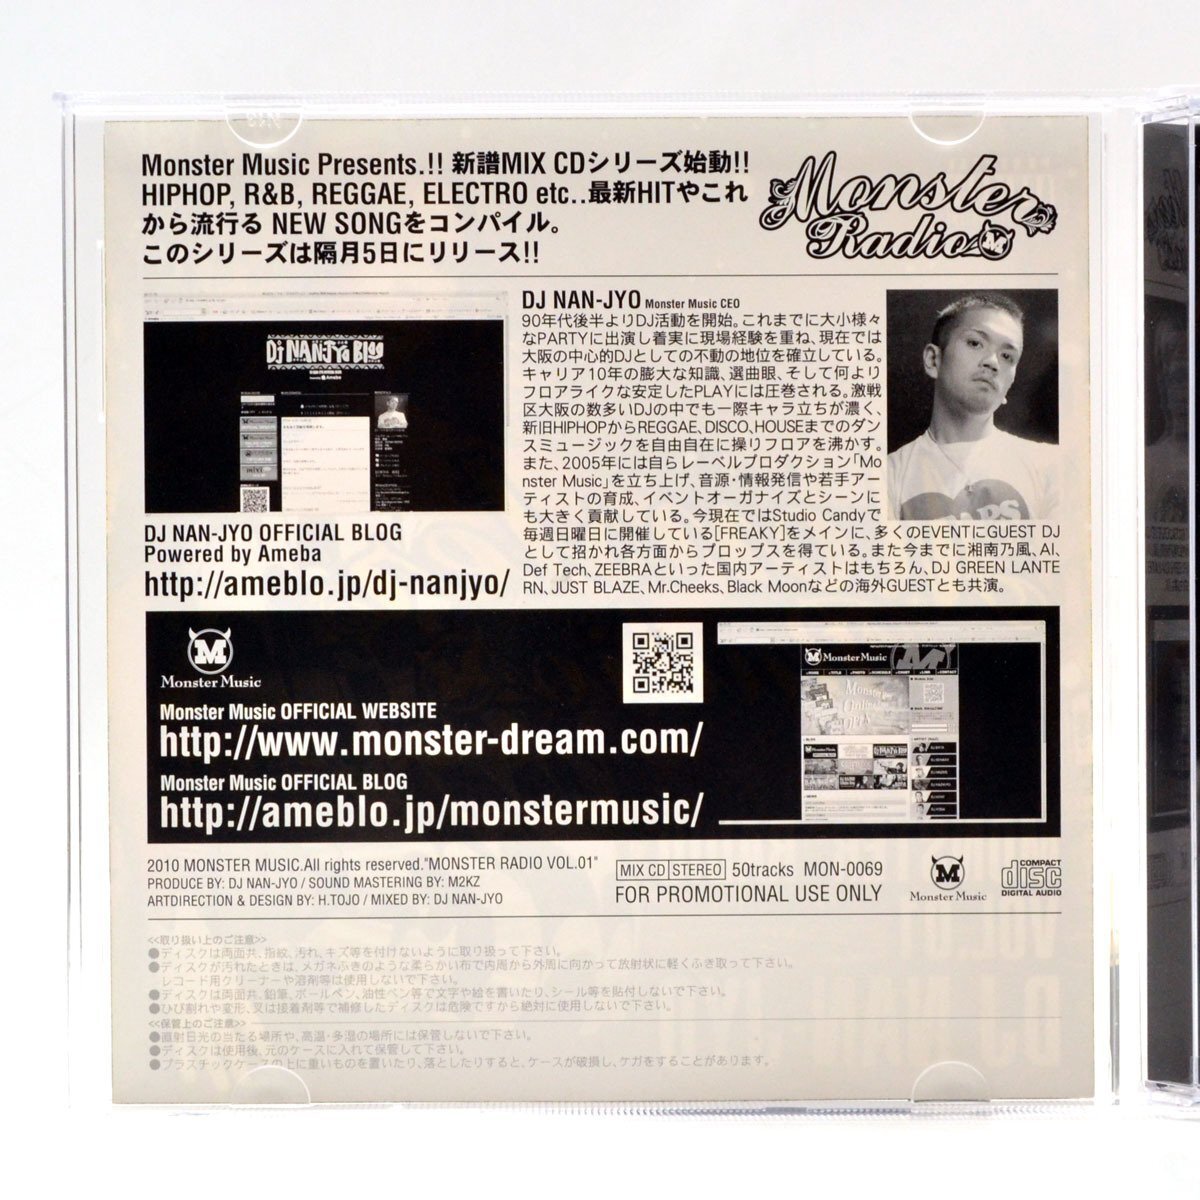 Monster Music Presents.!! 新譜MIX CDシリーズ始動!!
HIPHOP, R&B, REGGAE, ELECTRO etc..最新HITやこれ
から流行る NEW SONGをコンパイル。
このシリーズは隔月5日にリリース!!
Monster
Radio
DJ NAN-JYO Blog
DJ NAN-JYO OFFICIAL BLOG
Powered by Ameba
http://ameblo.jp/dj-nanjyo/
DJ NAN-JYO Monster Music CEO
90年代後半よりDJ活動を開始。これまでに大小様々
なPARTYに出演し着実に現場経験を重ね、現在では
大阪の中心的DJとしての不動の地位を確立している。
キャリア10年の膨大な知識、選曲眼、そして何より
フロアライクな安定したPLAYには圧巻される。激戦
区大阪の数多いDJの中でも一際キャラ立ちが濃く、
新旧HIPHOPからREGGAE、DISCO、HOUSEまでのダン
スミュージックを自由自在に操りフロアを沸かす。
また、2005年には自らレーベルプロダクション「Mo
nster Music」を立ち上げ、音源・情報発信や若手アー
ティストの育成、イベントオーガナイズとシーンに
も大きく貢献している。今現在ではStudio Candyで
毎週日曜日に開催している[FREAKY]をメインに、多くのEVENTにGUEST DJ
として招かれ各方面からプロップスを得ている。また今までに湘南乃風、AI、
Def Tech、ZEEBRAといった国内アーティストはもちろん、DJ GREEN LANTE
RN、JUST BLAZE、Mr.Cheeks、Black Moonなどの海外GUESTとも共演。
M
Monster Music
Monster Music OFFICIAL WEBSITE
http://www.monster-dream.com/
Monster Music OFFICIAL BLOG
http://ameblo.jp/monstermusic/
Monster Music
2010 MONSTER MUSIC.All rights reserved."MONSTER RADIO VOL.01"
PRODUCE BY: DJ NAN-JYO / SOUND MASTERING BY: M2KZ
ARTDIRECTION & DESIGN BY: H.TOJO / MIXED BY: DJ NAN-JYO
MIX CD STEREO 50tracks MON-0069
FOR PROMOTIONAL USE ONLY
M
Monster Music
COMPACT
disc
DIGITAL AUDIO
<<取り扱い上のご注意>>
●ディスクは両面共、指紋、汚れ、キズ等を付けないように取り扱って下さい。
●ディスクが汚れたときは、メガネふきのような柔らかい布で内周から外周に向かって放射状に軽くふき取って下さい。
レコード用クリーナーや溶剤等は使用しないで下さい。
●ディスクは両面共、鉛筆、ボールペン、油性ペン等で文字や絵を書いたり、シール等を貼付しないで下さい。
●ひび割れや変形、又は接着剤等で補修したディスクは危険ですから絶対に使用しないで下さい。
<<保管上のご注意>>
●直射日光の当たる場所や、高温・多湿の場所には保管しないで下さい。
●ディスクは使用後、元のケースに入れて保管して下さい。
●プラスチックケースの上に重いものを置いたり、落としたりすると、ケースが破損し、ケガをすることがあります。